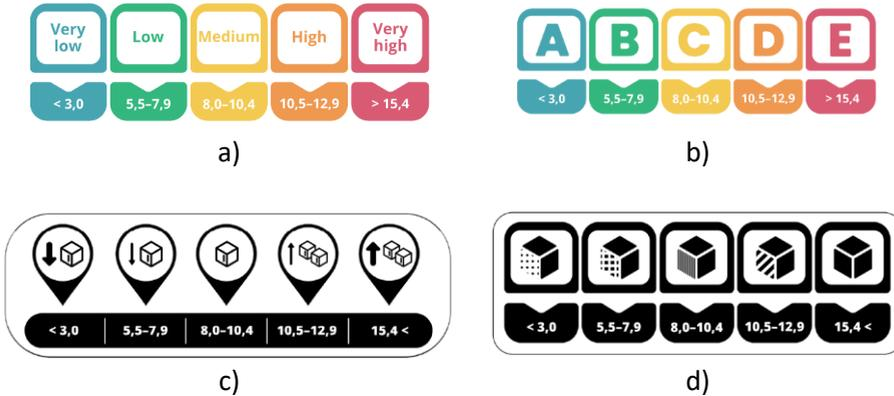 Very low Low Medium High Very high
< 3,0 5,5–7,9 8,0–10,4 10,5–12,9 > 15,4
a)
A B C D E
< 3,0 5,5–7,9 8,0–10,4 10,5–12,9 > 15,4
b)
< 3,0 5,5–7,9 8,0–10,4 10,5–12,9 15,4 <
c)
< 3,0 5,5–7,9 8,0–10,4 10,5–12,9 15,4 <
d)